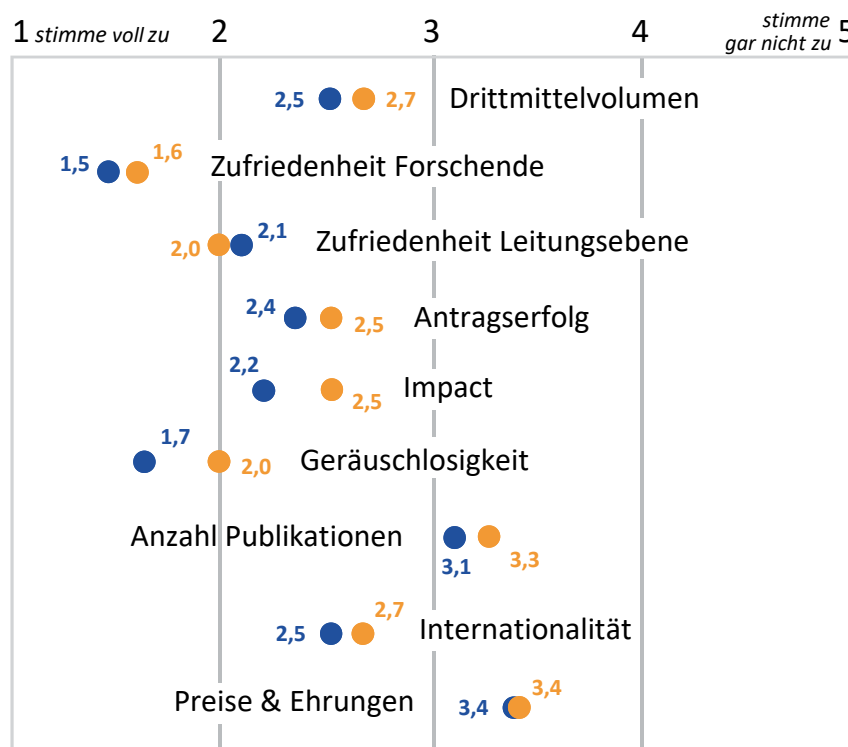 1 stimme voll zu 2 3 4 stimme gar nicht zu 5
2,5 2,7 Drittmittelvolumen
1,5 1,6 Zufriedenheit Forschende
2,0 2,1 Zufriedenheit Leitungsebene
2,4 2,5 Antragserfolg
2,2 2,5 Impact
1,7 2,0 Geräuschlosigkeit
Anzahl Publikationen 3,1 3,3
2,5 2,7 Internationalität
Preise & Ehrungen 3,4 3,4